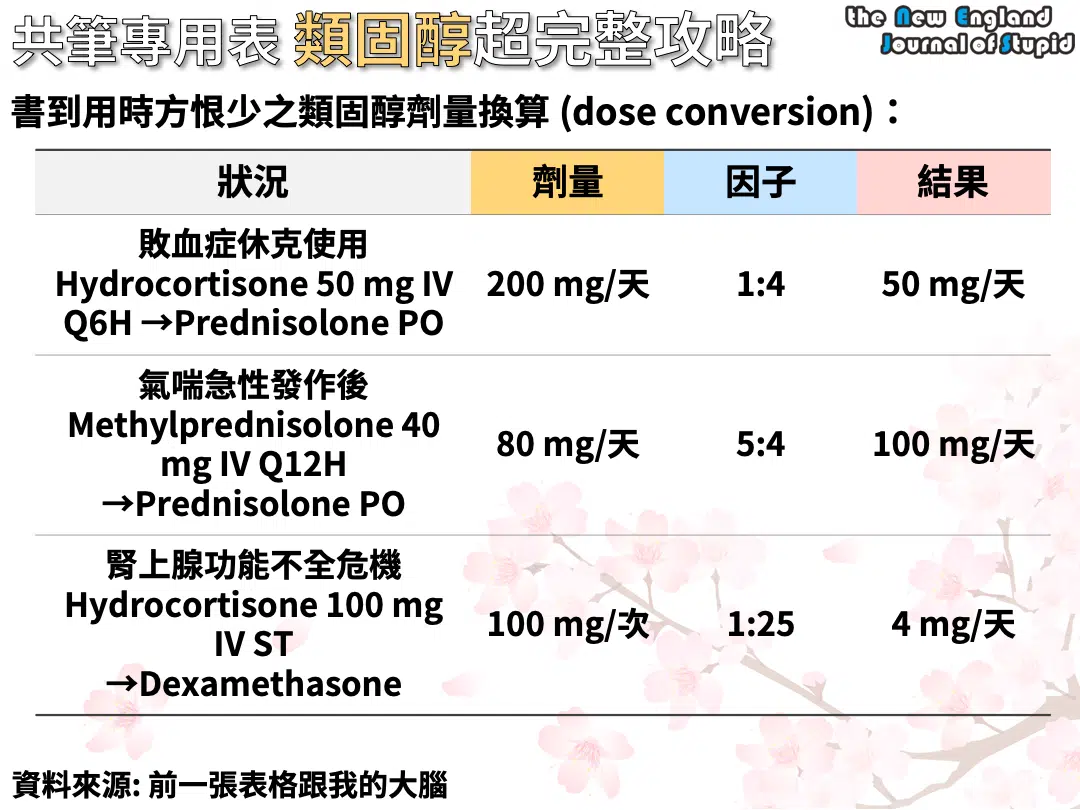 共筆專用表 類固醇超完整攻略
the New England
Journal of Stupid
書到用時方恨少之類固醇劑量換算 (dose conversion)：
狀況 劑量 因子 結果
敗血症休克使用
Hydrocortisone 50 mg IV
Q6H →Prednisolone PO
200 mg/天 1:4 50 mg/天
氣喘急性發作後
Methylprednisolone 40
mg IV Q12H
→Prednisolone PO
80 mg/天 5:4 100 mg/天
腎上腺功能不全危機
Hydrocortisone 100 mg
IV ST
→Dexamethasone
100 mg/次 1:25 4 mg/天
資料來源: 前一張表格跟我的大腦